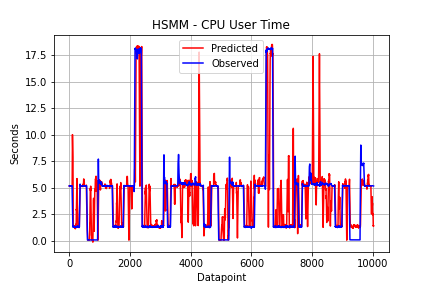 HSMM - CPU User Time
Predicted
Observed
Seconds
17.5
15.0
12.5
10.0
7.5
5.0
2.5
0.0
0 2000 4000 6000 8000 10000
Datapoint